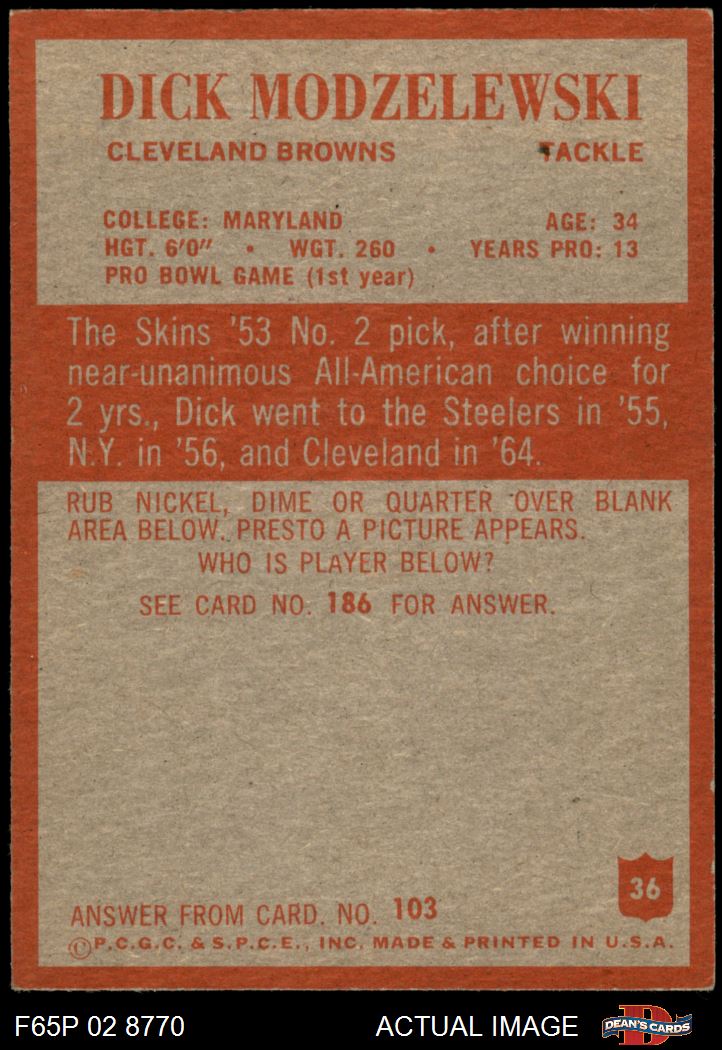 DICK MODZELEWSKI
CLEVELAND BROWNS TACKLE
COLLEGE: MARYLAND AGE: 34
HGT. 6'0" • WGT. 260 • YEARS PRO: 13
PRO BOWL GAME (1st year)
The Skins '53 No. 2 pick, after winning
near-unanimous All-American choice for
2 yrs., Dick went to the Steelers in '55,
N.Y. in '56, and Cleveland in '64.
RUB NICKEL, DIME OR QUARTER OVER BLANK
AREA BELOW. PRESTO A PICTURE APPEARS.
WHO IS PLAYER BELOW?
SEE CARD NO. 186 FOR ANSWER.
36
ANSWER FROM CARD. NO. 103
©P.C.G.C. & S.P.C.E., INC. MADE & PRINTED IN U.S.A.
F65P 02 8770 ACTUAL IMAGE D DEAN'S CARDS